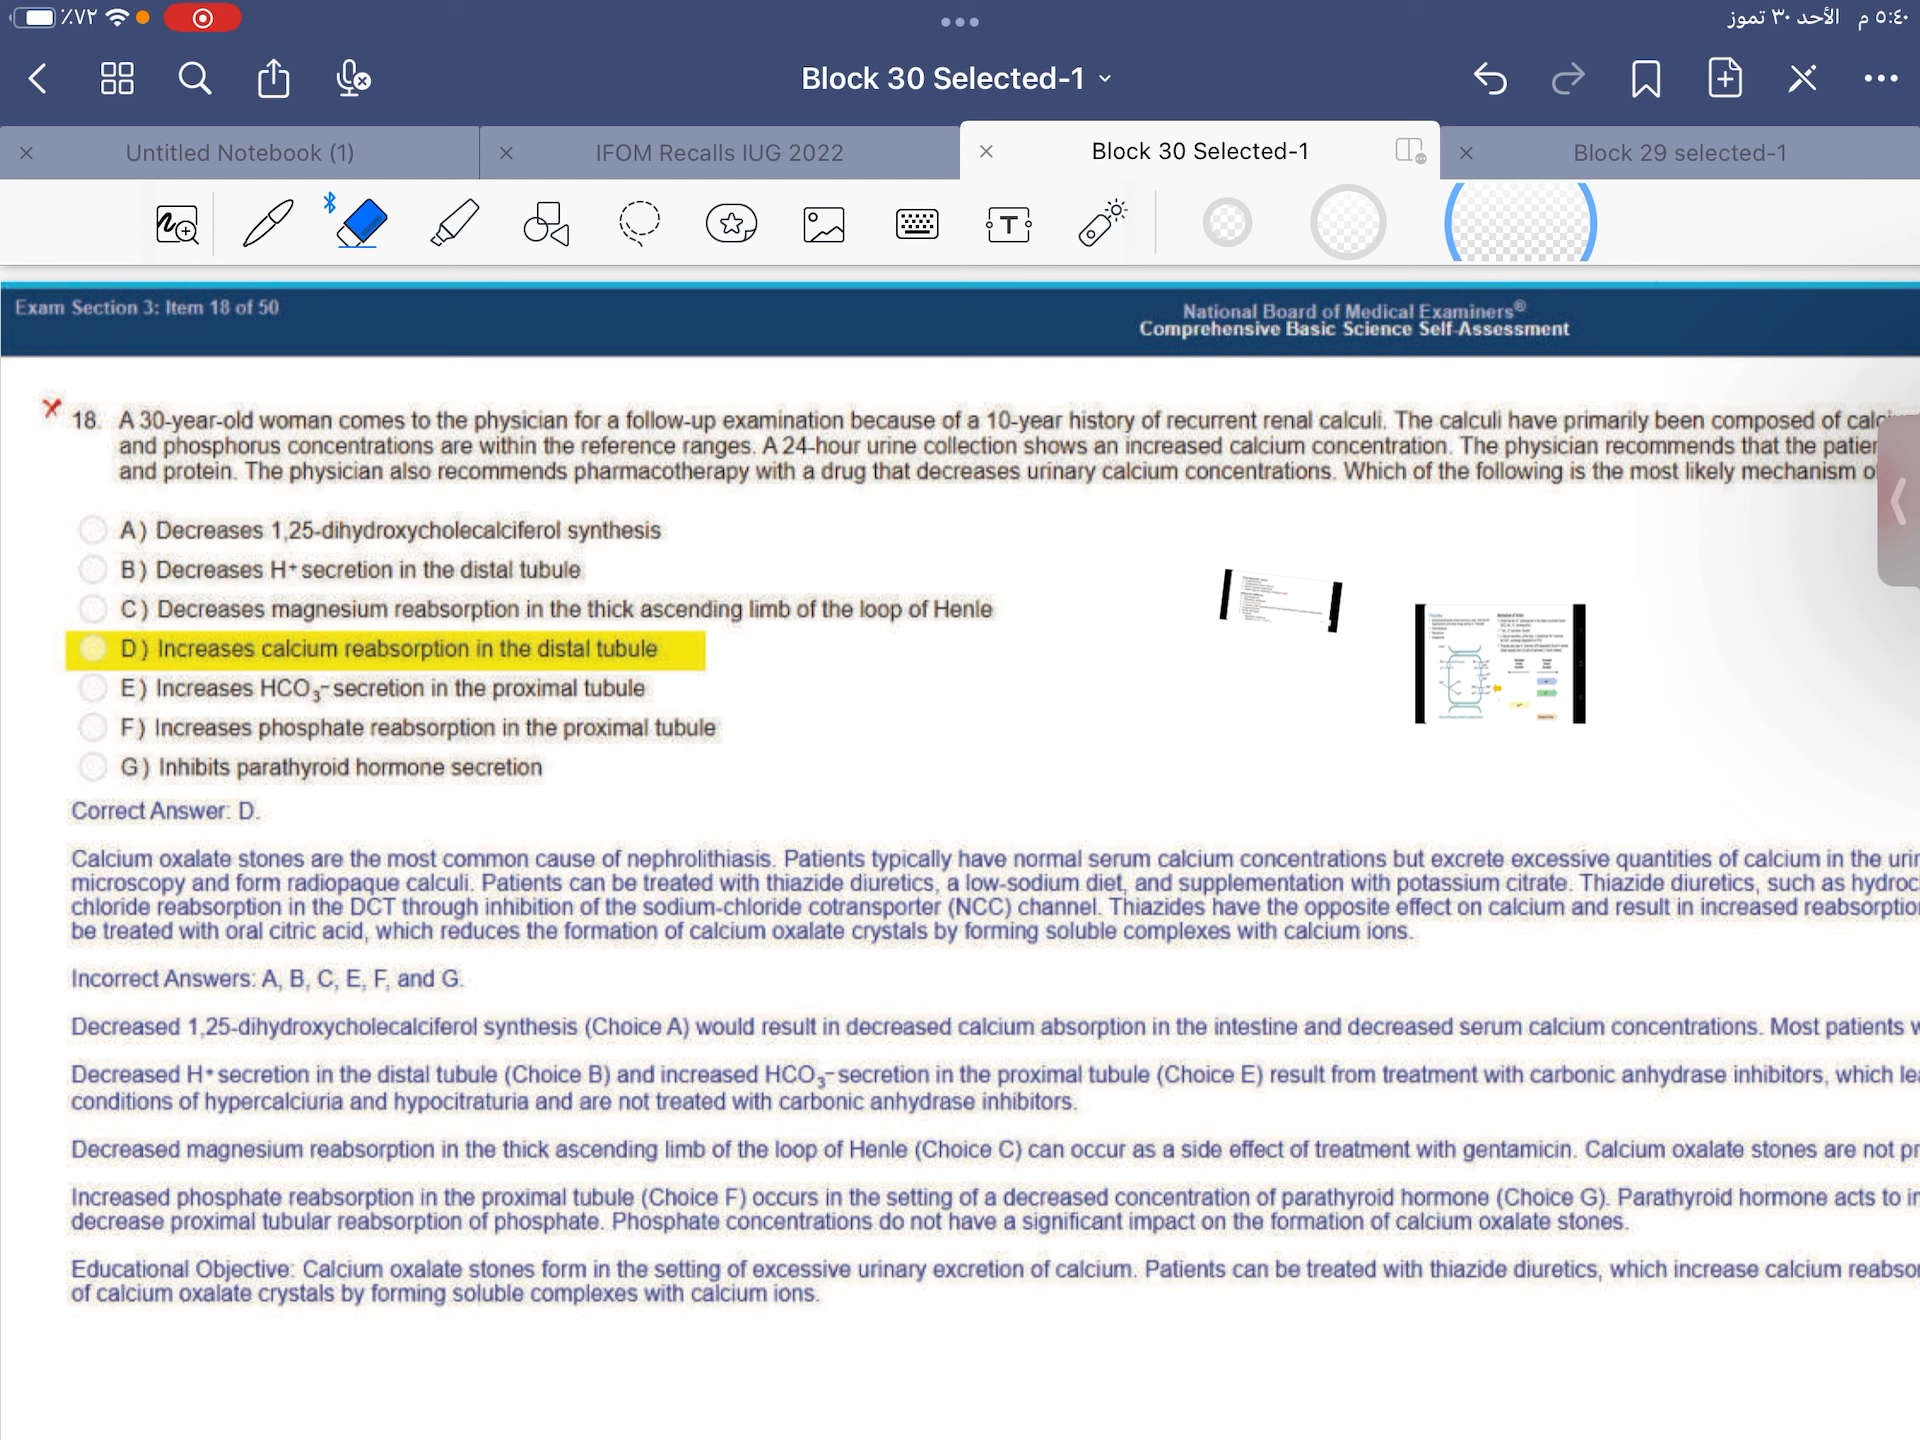 ٪٧٢
٥:٤٠ م الأحد ٣٠ تموز
Block 30 Selected-1
Untitled Notebook (1)
IFOM Recalls IUG 2022
Block 30 Selected-1
Block 29 selected-1
Exam Section 3: Item 18 of 50
National Board of Medical Examiners®
Comprehensive Basic Science Self-Assessment
18. A 30-year-old woman comes to the physician for a follow-up examination because of a 10-year history of recurrent renal calculi. The calculi have primarily been composed of
and phosphorus concentrations are within the reference ranges. A 24-hour urine collection shows an increased calcium concentration. The physician recommends that the
and protein. The physician also recommends pharmacotherapy with a drug that decreases urinary calcium concentrations. Which of the following is the most likely mechanism
A) Decreases 1,25-dihydroxycholecalciferol synthesis
B) Decreases H+ secretion in the distal tubule
C) Decreases magnesium reabsorption in the thick ascending limb of the loop of Henle
D) Increases calcium reabsorption in the distal tubule
E) Increases HCO3- secretion in the proximal tubule
F) Increases phosphate reabsorption in the proximal tubule
G) Inhibits parathyroid hormone secretion
Correct Answer: D.
Calcium oxalate stones are the most common cause of nephrolithiasis. Patients typically have normal serum calcium concentrations but excrete excessive quantities of calcium in the
microscopy and form radiopaque calculi. Patients can be treated with thiazide diuretics, a low-sodium diet, and supplementation with potassium citrate. Thiazide diuretics, such as
chloride reabsorption in the DCT through inhibition of the sodium-chloride cotransporter (NCC) channel. Thiazides have the opposite effect on calcium and result in increased
be treated with oral citric acid, which reduces the formation of calcium oxalate crystals by forming soluble complexes with calcium ions.
Incorrect Answers: A, B, C, E, F, and G.
Decreased 1,25-dihydroxycholecalciferol synthesis (Choice A) would result in decreased calcium absorption in the intestine and decreased serum calcium concentrations. Most patients
Decreased H+ secretion in the distal tubule (Choice B) and increased HCO3- secretion in the proximal tubule (Choice E) result from treatment with carbonic anhydrase inhibitors, which
conditions of hypercalciuria and hypocitraturia and are not treated with carbonic anhydrase inhibitors.
Decreased magnesium reabsorption in the thick ascending limb of the loop of Henle (Choice C) can occur as a side effect of treatment with gentamicin. Calcium oxalate stones are not
Increased phosphate reabsorption in the proximal tubule (Choice F) occurs in the setting of a decreased concentration of parathyroid hormone (Choice G). Parathyroid hormone acts to
decrease proximal tubular reabsorption of phosphate. Phosphate concentrations do not have a significant impact on the formation of calcium oxalate stones.
Educational Objective: Calcium oxalate stones form in the setting of excessive urinary excretion of calcium. Patients can be treated with thiazide diuretics, which increase calcium
of calcium oxalate crystals by forming soluble complexes with calcium ions.